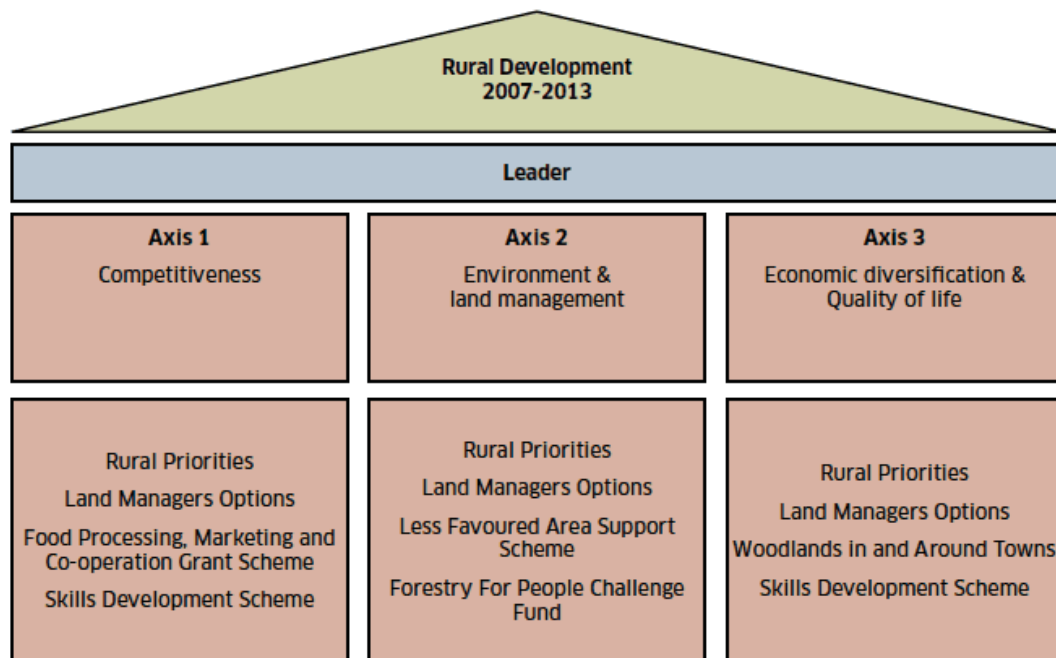 Rural Development
2007-2013
Leader
Axis 1
Competitiveness
Axis 2
Environment &
land management
Axis 3
Economic diversification &
Quality of life
Rural Priorities
Land Managers Options
Food Processing, Marketing and
Co-operation Grant Scheme
Skills Development Scheme
Rural Priorities
Land Managers Options
Less Favoured Area Support
Scheme
Forestry For People Challenge
Fund
Rural Priorities
Land Managers Options
Woodlands in and Around Towns
Skills Development Scheme